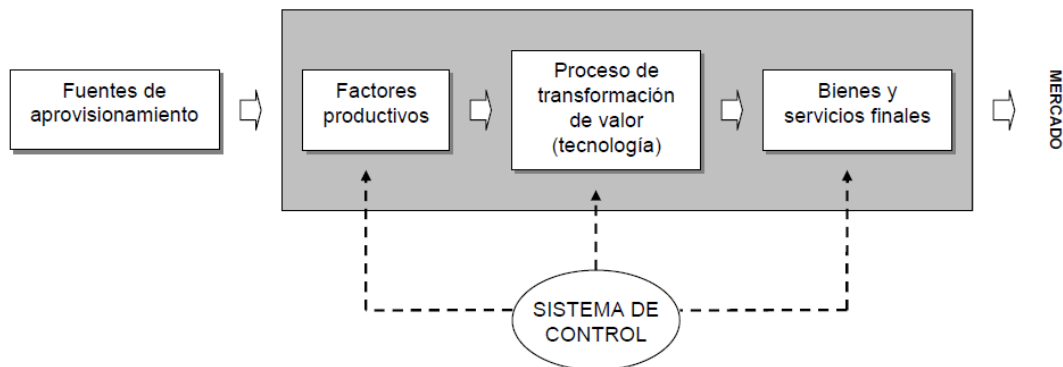 Fuentes de
aprovisionamiento
Factores
productivos
Proceso de
transformación
de valor
(tecnología)
Bienes y
servicios finales
MERCADO
SISTEMA DE
CONTROL